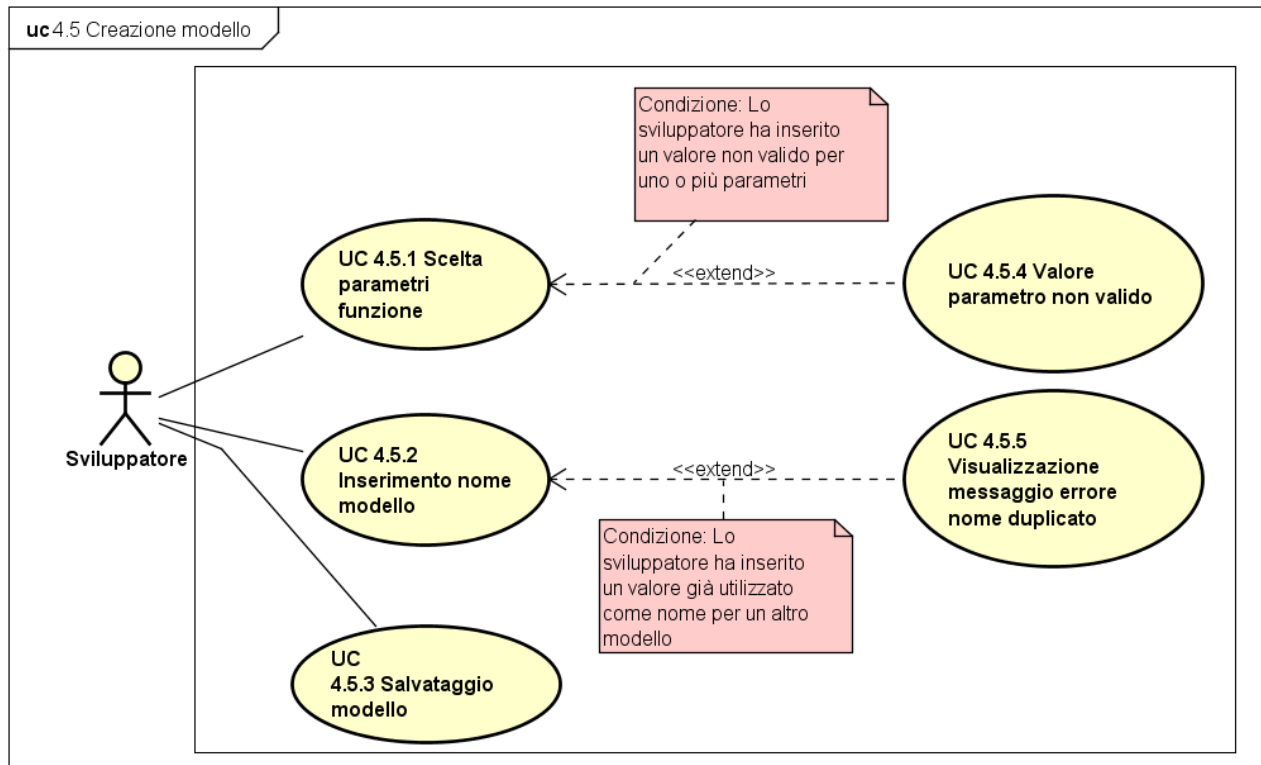 uc 4.5 Creazione modello
Condizione: Lo
sviluppatore ha inserito
un valore non valido per
uno o più parametri
UC 4.5.1 Scelta
parametri
funzione
<<extend>>
UC 4.5.4 Valore
parametro non valido
Sviluppatore
UC 4.5.2
Inserimento nome
modello
<<extend>>
UC 4.5.5
Visualizzazione
messaggio errore
nome duplicato
Condizione: Lo
sviluppatore ha inserito
un valore già utilizzato
come nome per un altro
modello
UC
4.5.3 Salvataggio
modello